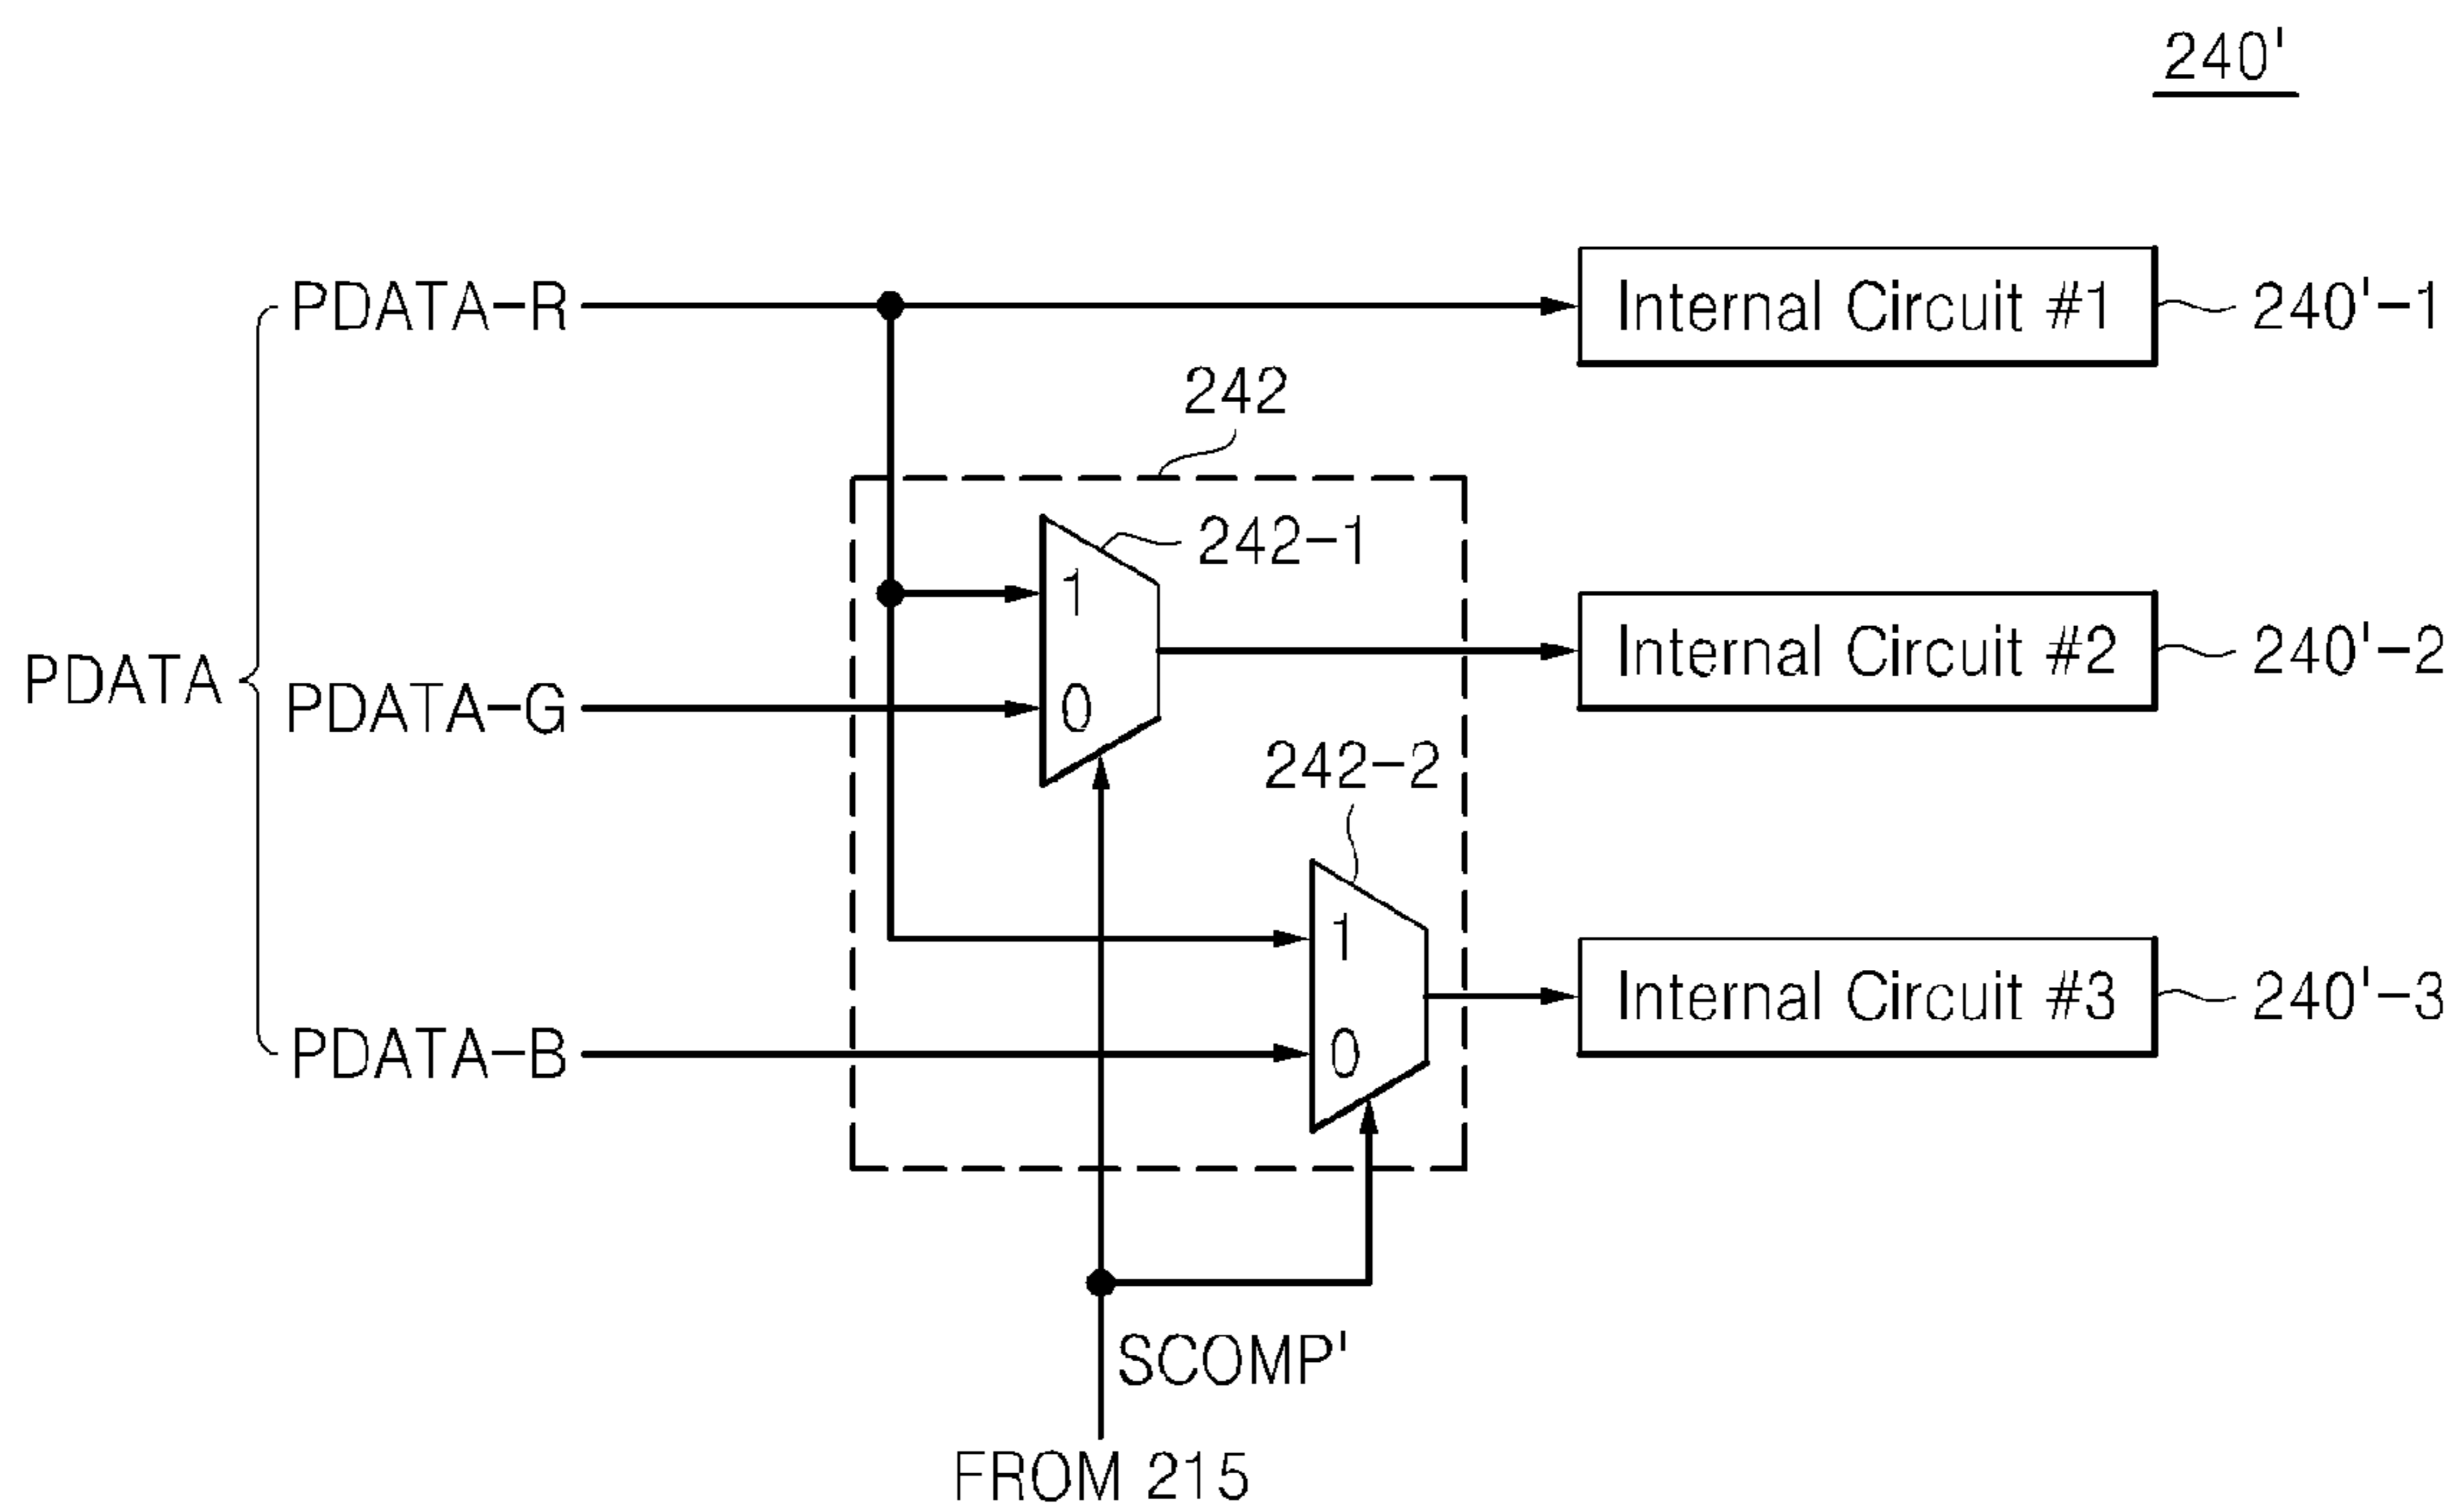 240'
PDATA-R
Internal Circuit #1
240'-1
242
242-1
1
Internal Circuit #2
240'-2
PDATA
PDATA-G
0
242-2
1
Internal Circuit #3
240'-3
PDATA-B
0
SCOMP'
FROM 215